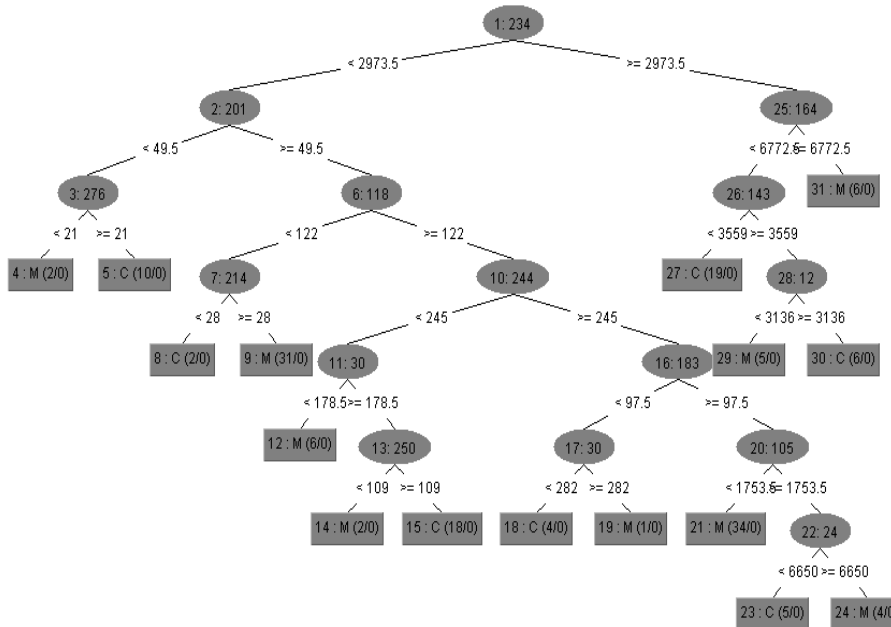 1: 234
< 2973.5
>= 2973.5
2: 201
25: 164
< 49.5
>= 49.5
< 6772.5
>= 6772.5
3: 276
6: 118
26: 143
31 : M (6/0)
< 21
>= 21
< 122
>= 122
< 3559
>= 3559
4 : M (2/0)
5 : C (10/0)
7: 214
10: 244
27 : C (19/0)
28: 12
< 28
>= 28
< 245
>= 245
< 3136
>= 3136
8 : C (2/0)
9 : M (31/0)
11: 30
16: 183
29 : M (5/0)
30 : C (6/0)
< 178.5
>= 178.5
< 97.5
>= 97.5
12 : M (6/0)
13: 250
17: 30
20: 105
< 109
>= 109
< 282
>= 282
< 1753.5
>= 1753.5
14 : M (2/0)
15 : C (18/0)
18 : C (4/0)
19 : M (1/0)
21 : M (34/0)
22: 24
< 6650
>= 6650
23 : C (5/0)
24 : M (4/0